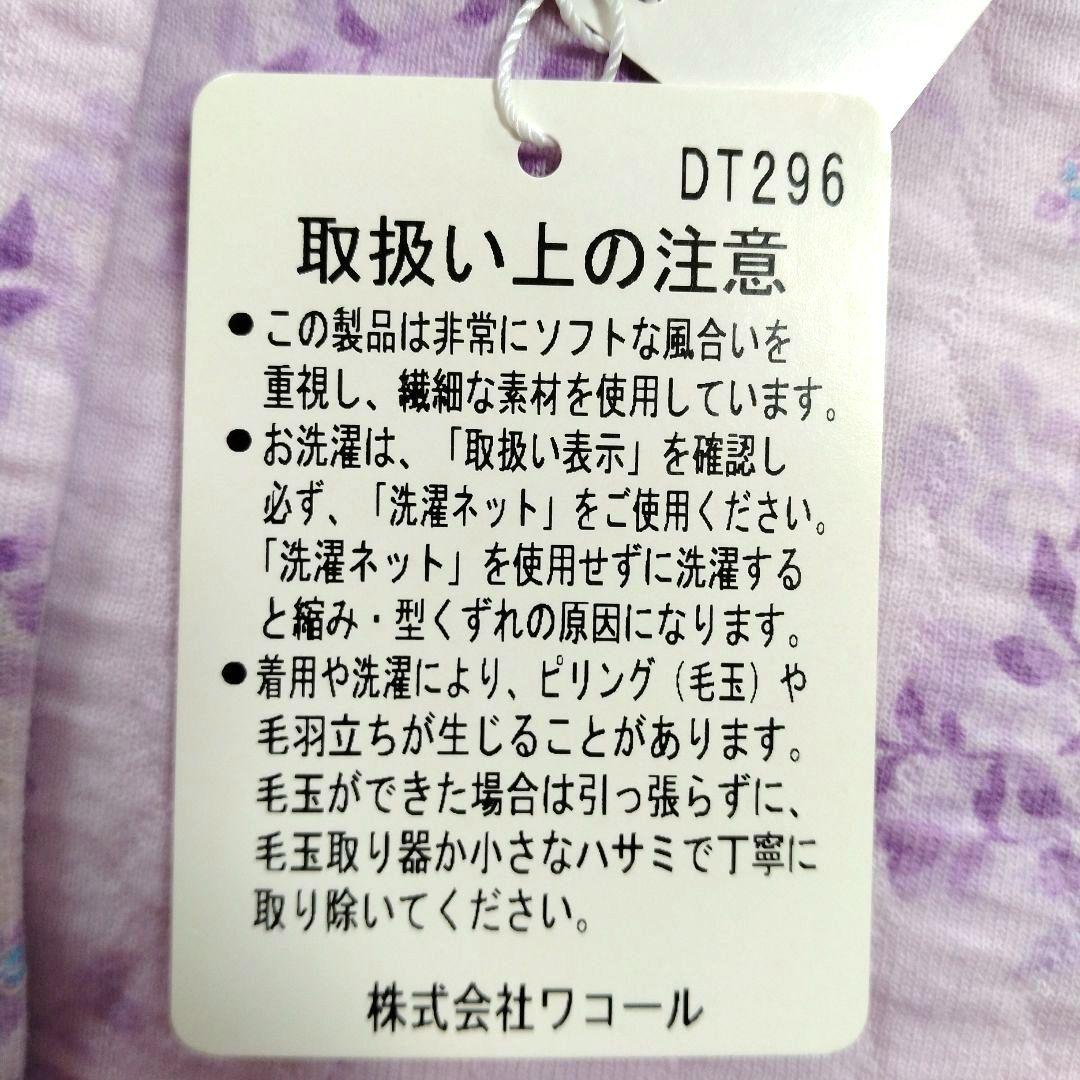 DT296
取扱い上の注意
●この製品は非常にソフトな風合いを
重視し、繊細な素材を使用しています。
●お洗濯は、「取扱い表示」を確認し
必ず、「洗濯ネット」をご使用ください。
「洗濯ネット」を使用せずに洗濯する
と縮み・型くずれの原因になります。
●着用や洗濯により、ピリング（毛玉）や
毛羽立ちが生じることがあります。
毛玉ができた場合は引っ張らずに、
毛玉取り器か小さなハサミで丁寧に
取り除いてください。
株式会社ワコール